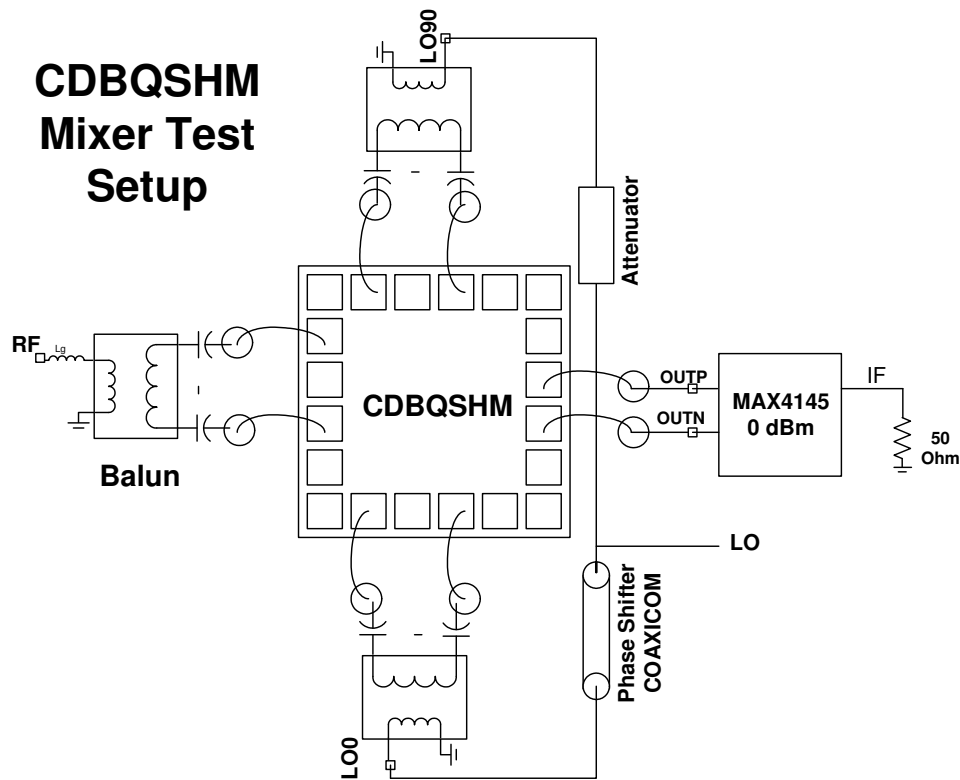 CDBQSHM
Mixer Test
Setup
LO90
Attenuator
RF
Lg
Balun
CDBQSHM
OUTP
OUTN
MAX4145
0 dBm
IF
50
Ohm
LO
Phase Shifter
COAXICOM
LO0